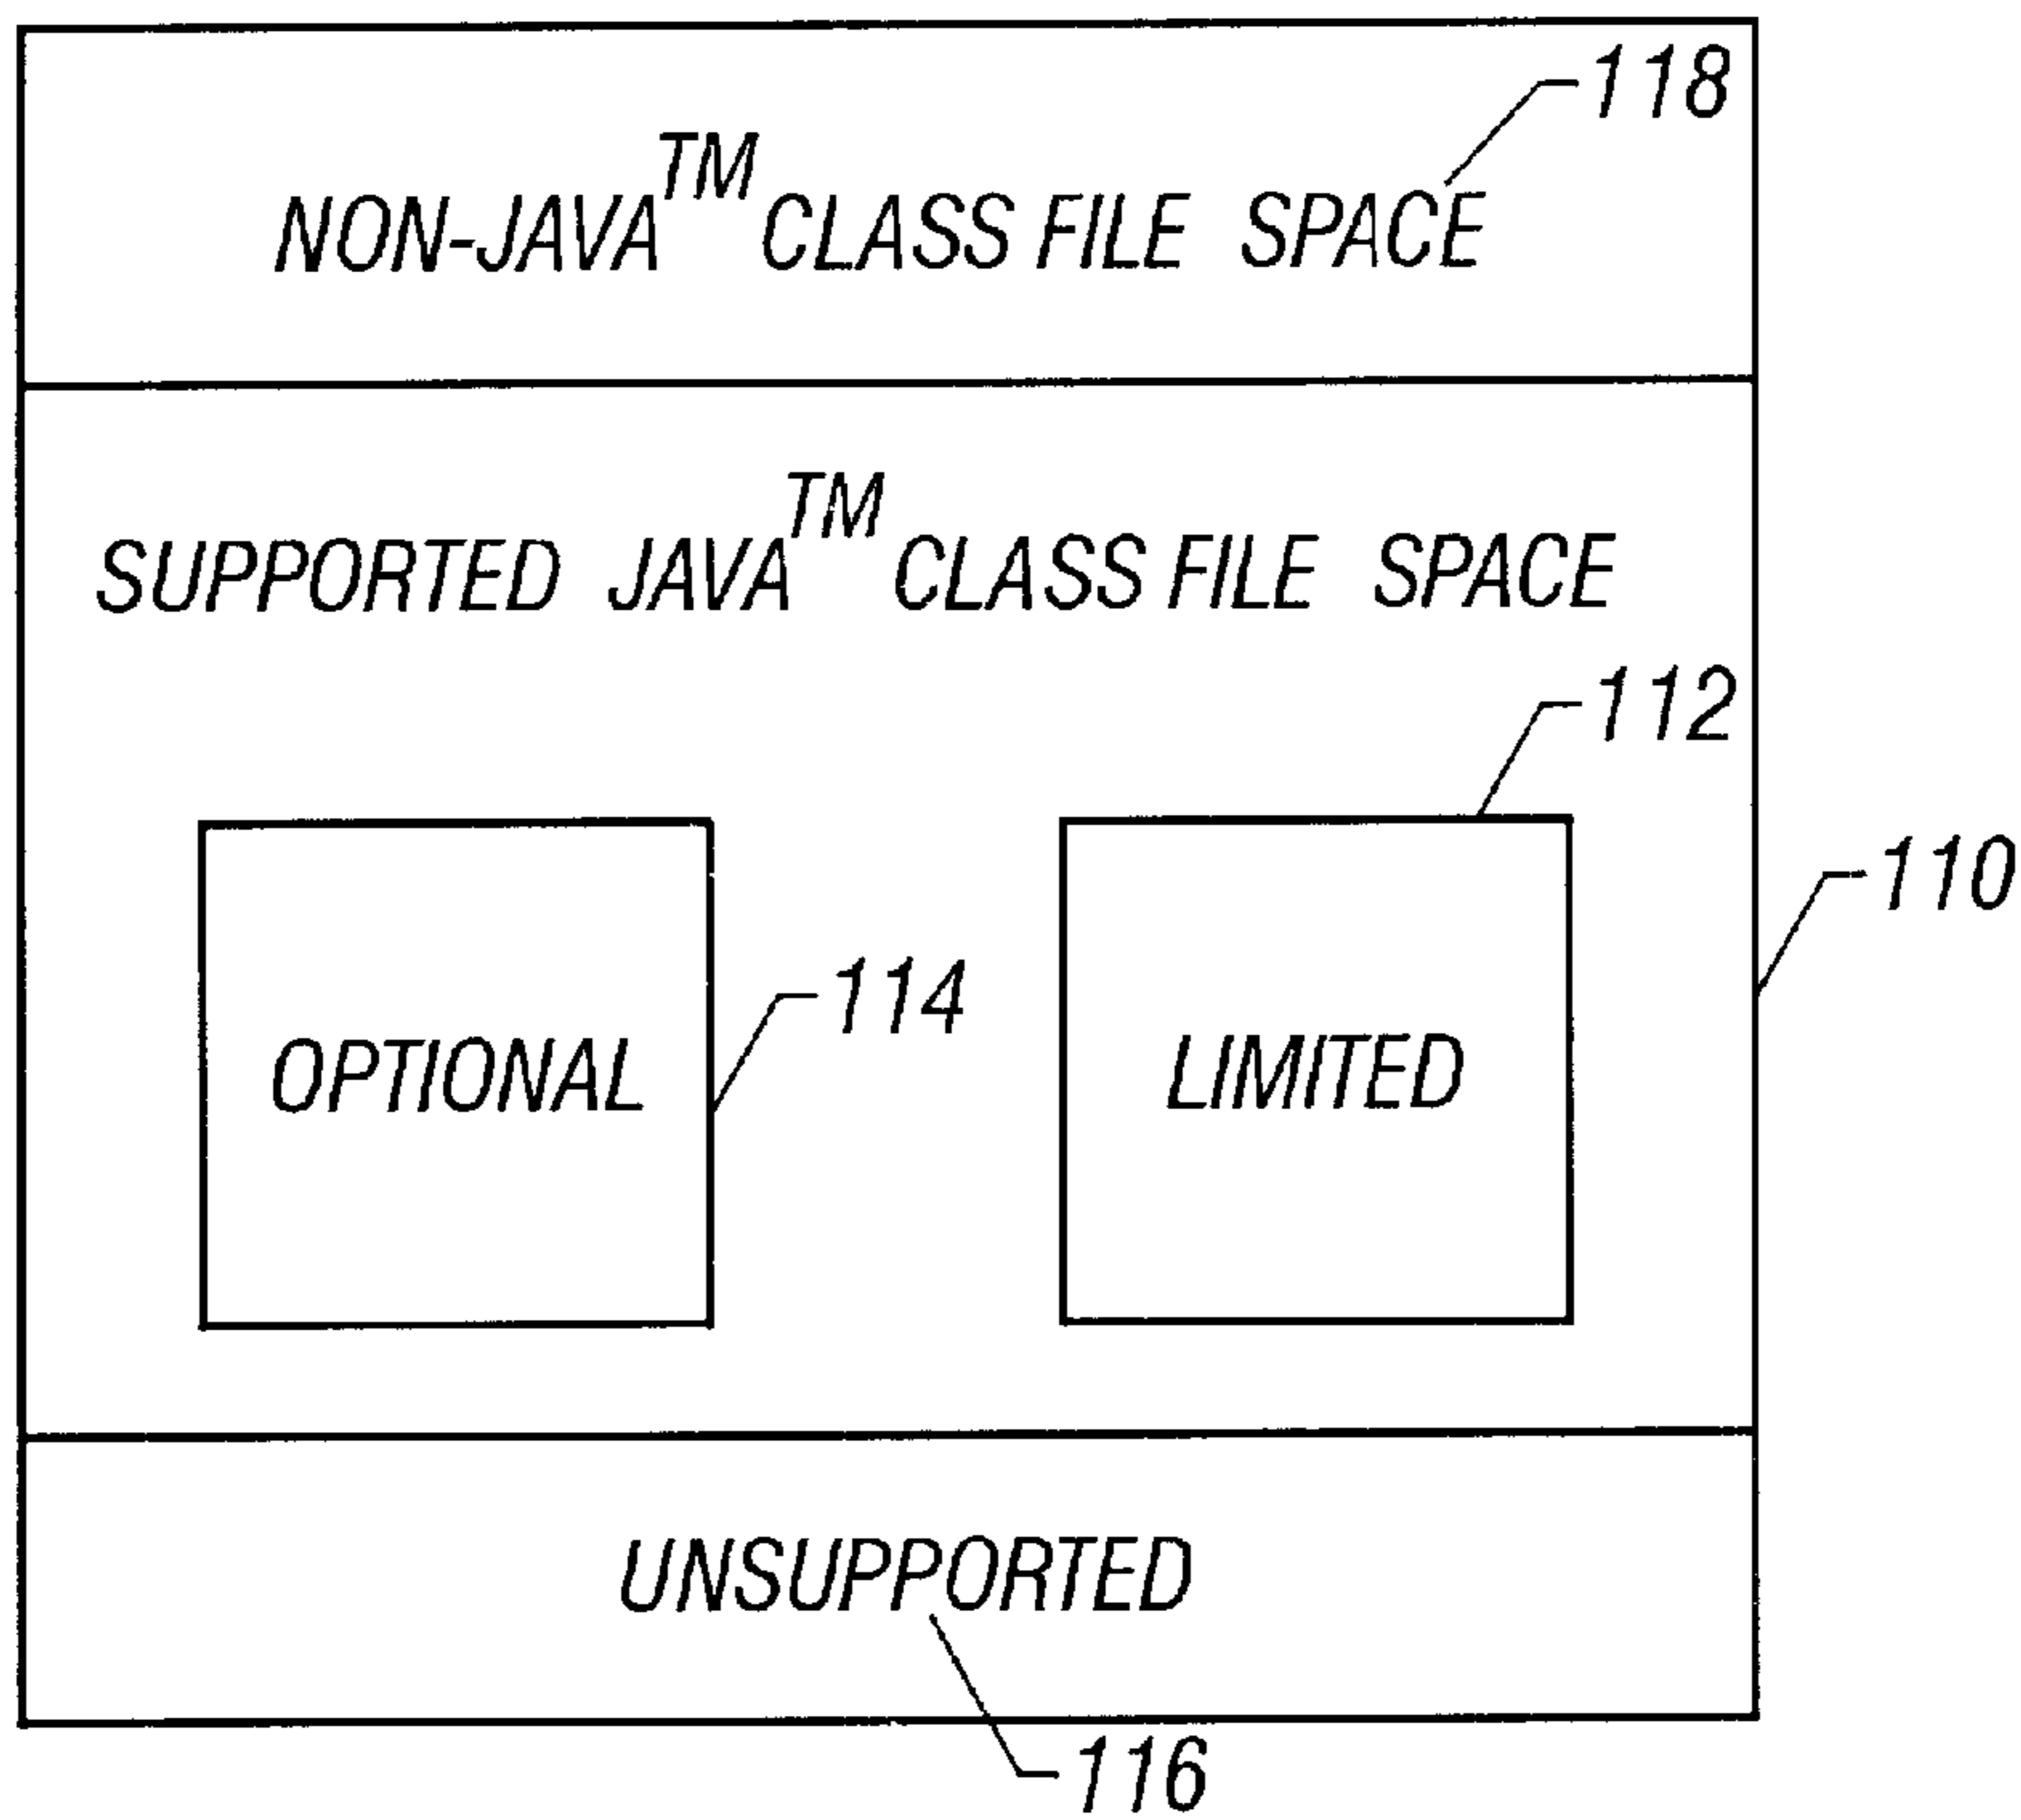 118
NON-JAVA™ CLASS FILE SPACE
SUPPORTED JAVA™ CLASS FILE SPACE
112
110
114
OPTIONAL
LIMITED
UNSUPPORTED
116